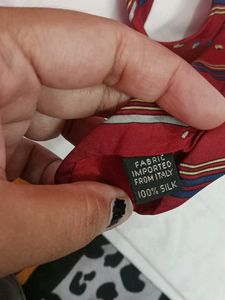 FABRIC
IMPORTED
FROM ITALY
100% SILK